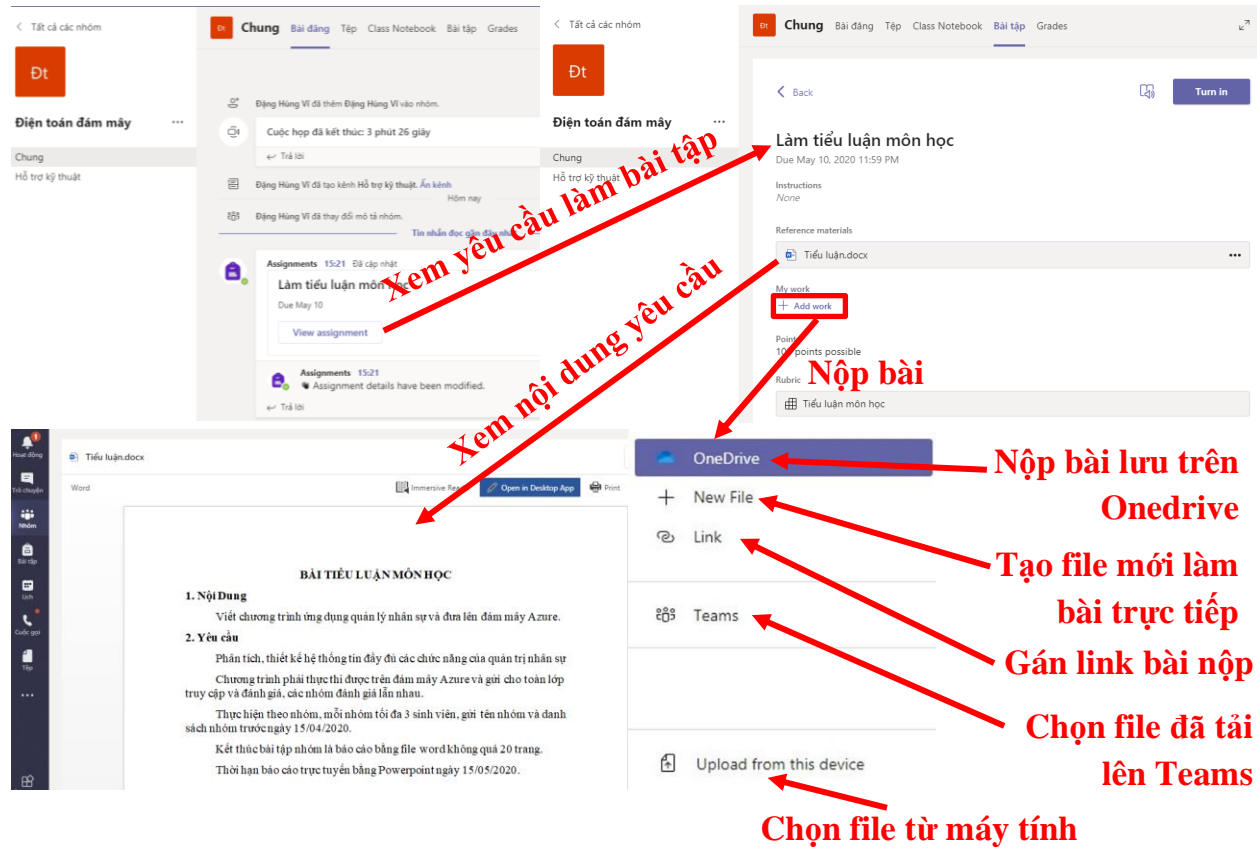 Tất cả các nhóm
Đt
Điện toán đám mây ...
Chung
Hỗ trợ kỹ thuật
Đt Chung Bài đăng Tệp Class Notebook Bài tập Grades
Đặng Hùng Vĩ đã thêm Đặng Hùng Vĩ vào nhóm.
Cuộc họp đã kết thúc: 3 phút 26 giây
Trả lời
Đặng Hùng Vĩ đã tạo kênh Hỗ trợ kỹ thuật. Ẩn kênh
Hôm nay
Đặng Hùng Vĩ đã thay đổi mô tả nhóm.
Tin nhắn đọc gần đây
Assignments 15:21 Đã cập nhật
Làm tiểu luận môn học
Due May 10
View assignment
Assignments 15:21
Assignment details have been modified.
Trả lời
Tất cả các nhóm
Đt
Điện toán đám mây ...
Chung
Hỗ trợ kỹ thuật
Xem yêu cầu làm bài tập
Xem nội dung yêu cầu
Đt Chung Bài đăng Tệp Class Notebook Bài tập Grades
Back
Turn in
Làm tiểu luận môn học
Due May 10, 2020 11:59 PM
Instructions
None
Reference materials
Tiểu luận.docx ...
My work
+ Add work
points possible
Rubric
Tiểu luận môn học
Nộp bài
1
Hoạt động
Trò chuyện
Nhóm
Bài tập
Lịch
Cuộc gọi
Tệp
...
Tiểu luận.docx
Word Immersive Open in Desktop App Print
BÀI TIỂU LUẬN MÔN HỌC
1. Nội Dung
Viết chương trình ứng dụng quản lý nhân sự và đưa lên đám mây Azure.
2. Yêu cầu
Phân tích, thiết kế hệ thống tin đầy đủ các chức năng của quản trị nhân sự
Chương trình phải thực thi được trên đám mây Azure và gửi cho toàn lớp
truy cập và đánh giá, các nhóm đánh giá lẫn nhau.
Thực hiện theo nhóm, mỗi nhóm tối đa 3 sinh viên, gửi tên nhóm và danh
sách nhóm trước ngày 15/04/2020.
Kết thúc bài tập nhóm là báo cáo bằng file word không quá 20 trang.
Thời hạn báo cáo trực tuyến bằng Powerpoint ngày 15/05/2020.
OneDrive
New File
Link
Teams
Upload from this device
Nộp bài lưu trên
Onedrive
Tạo file mới làm
bài trực tiếp
Gán link bài nộp
Chọn file đã tải
lên Teams
Chọn file từ máy tính